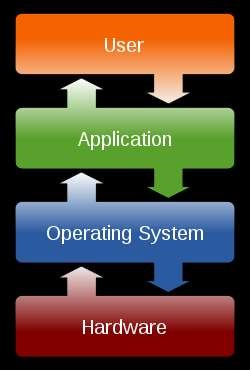 User
Application
Operating System
Hardware